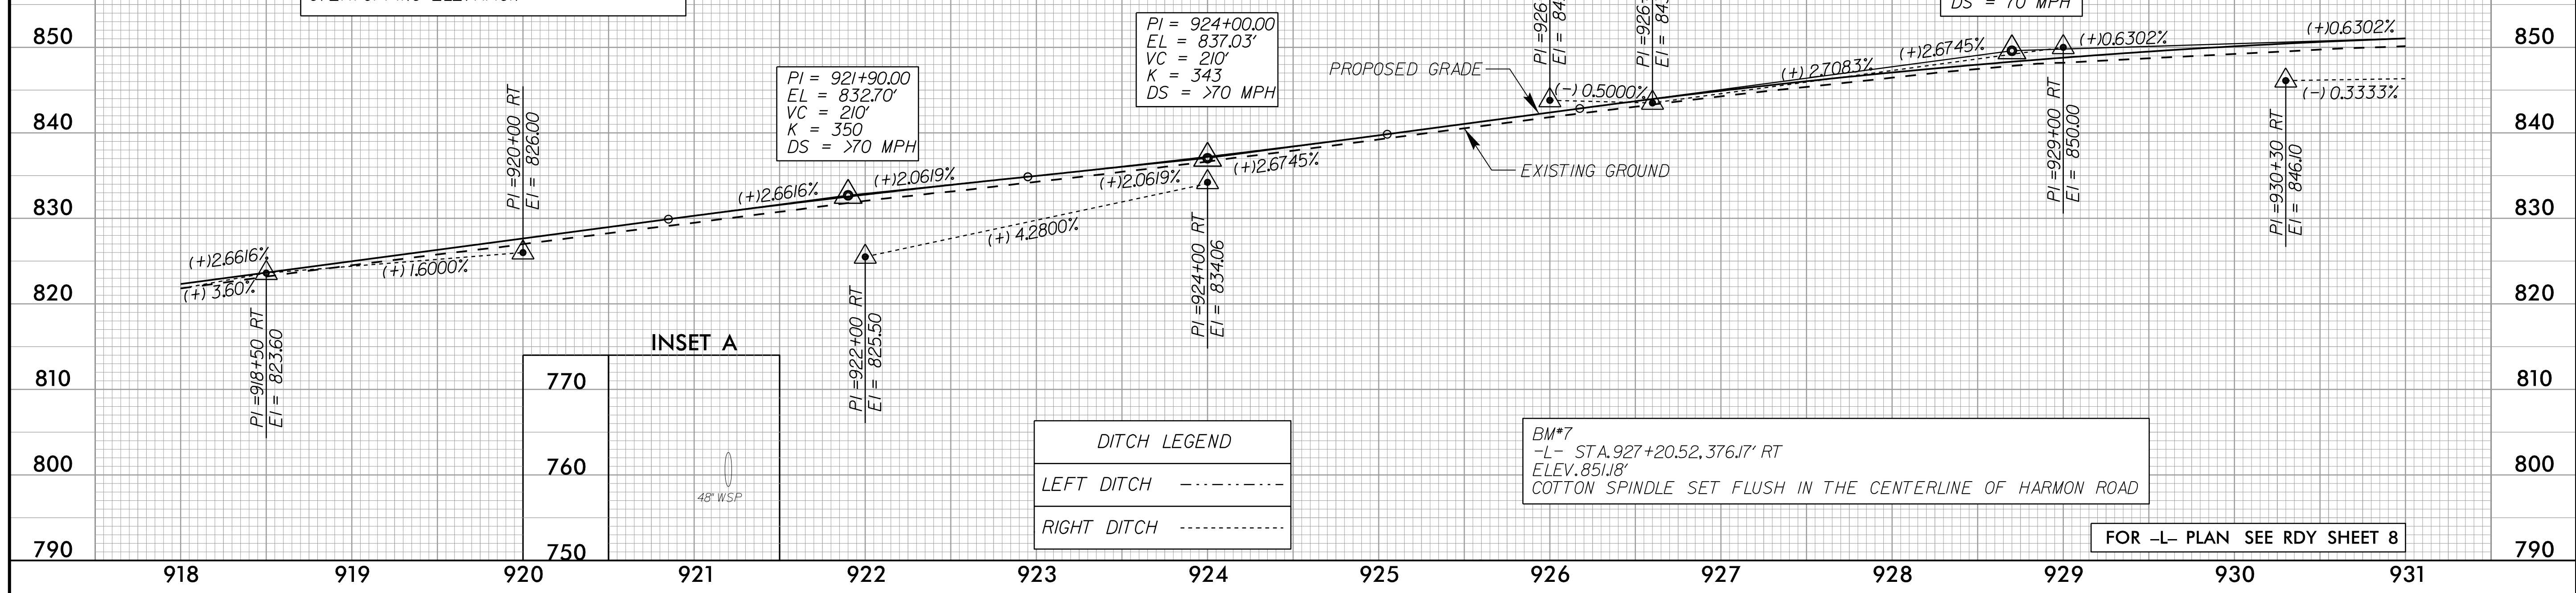 DS = 70 MPH
850
PI = 924+00.00
EL = 837.03'
VC = 210'
K = 343
DS = >70 MPH
PI = 921+90.00
EL = 832.70'
VC = 210'
K = 350
DS = >70 MPH
PROPOSED GRADE
(-) 0.5000%
(+) 2.7083%
(+)2.6745%
(+)0.6302%
(+)0.6302%
850
(-) 0.3333%
840
PI =920+00 RT
El = 826.00
EXISTING GROUND
840
PI =929+00 RT
El = 850.00
PI =930+30 RT
El = 846.10
830
(+)2.6616%
(+)2.0619%
(+)2.0619%
(+)2.6745%
830
(+) 4.2800%
(+)2.6616%
(+) 1.6000%
(+) 3.60%
820
820
PI =918+50 RT
El = 823.60
PI =922+00 RT
El = 825.50
PI =924+00 RT
El = 834.06
INSET A
810
770
810
DITCH LEGEND
LEFT DITCH
RIGHT DITCH
BM#7
-L- STA.927+20.52, 376.17' RT
ELEV.851.18'
COTTON SPINDLE SET FLUSH IN THE CENTERLINE OF HARMON ROAD
800
760
800
48" WSP
FOR -L- PLAN SEE RDY SHEET 8
790
750
790
918 919 920 921 922 923 924 925 926 927 928 929 930 931